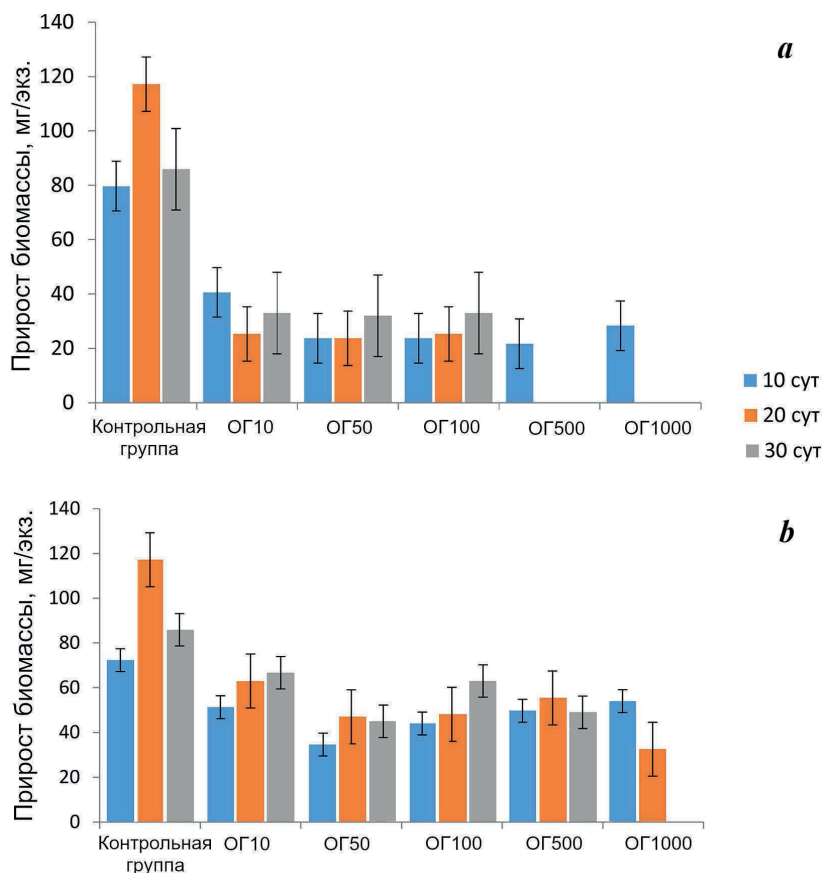 a
Прирост биомассы, мг/экз.
140
120
100
80
60
40
20
0
Контрольная
группа
ОГ10
ОГ50
ОГ100
ОГ500
ОГ1000
10 сут
20 сут
30 сут
b
Прирост биомассы, мг/экз.
140
120
100
80
60
40
20
0
Контрольная
группа
ОГ10
ОГ50
ОГ100
ОГ500
ОГ1000